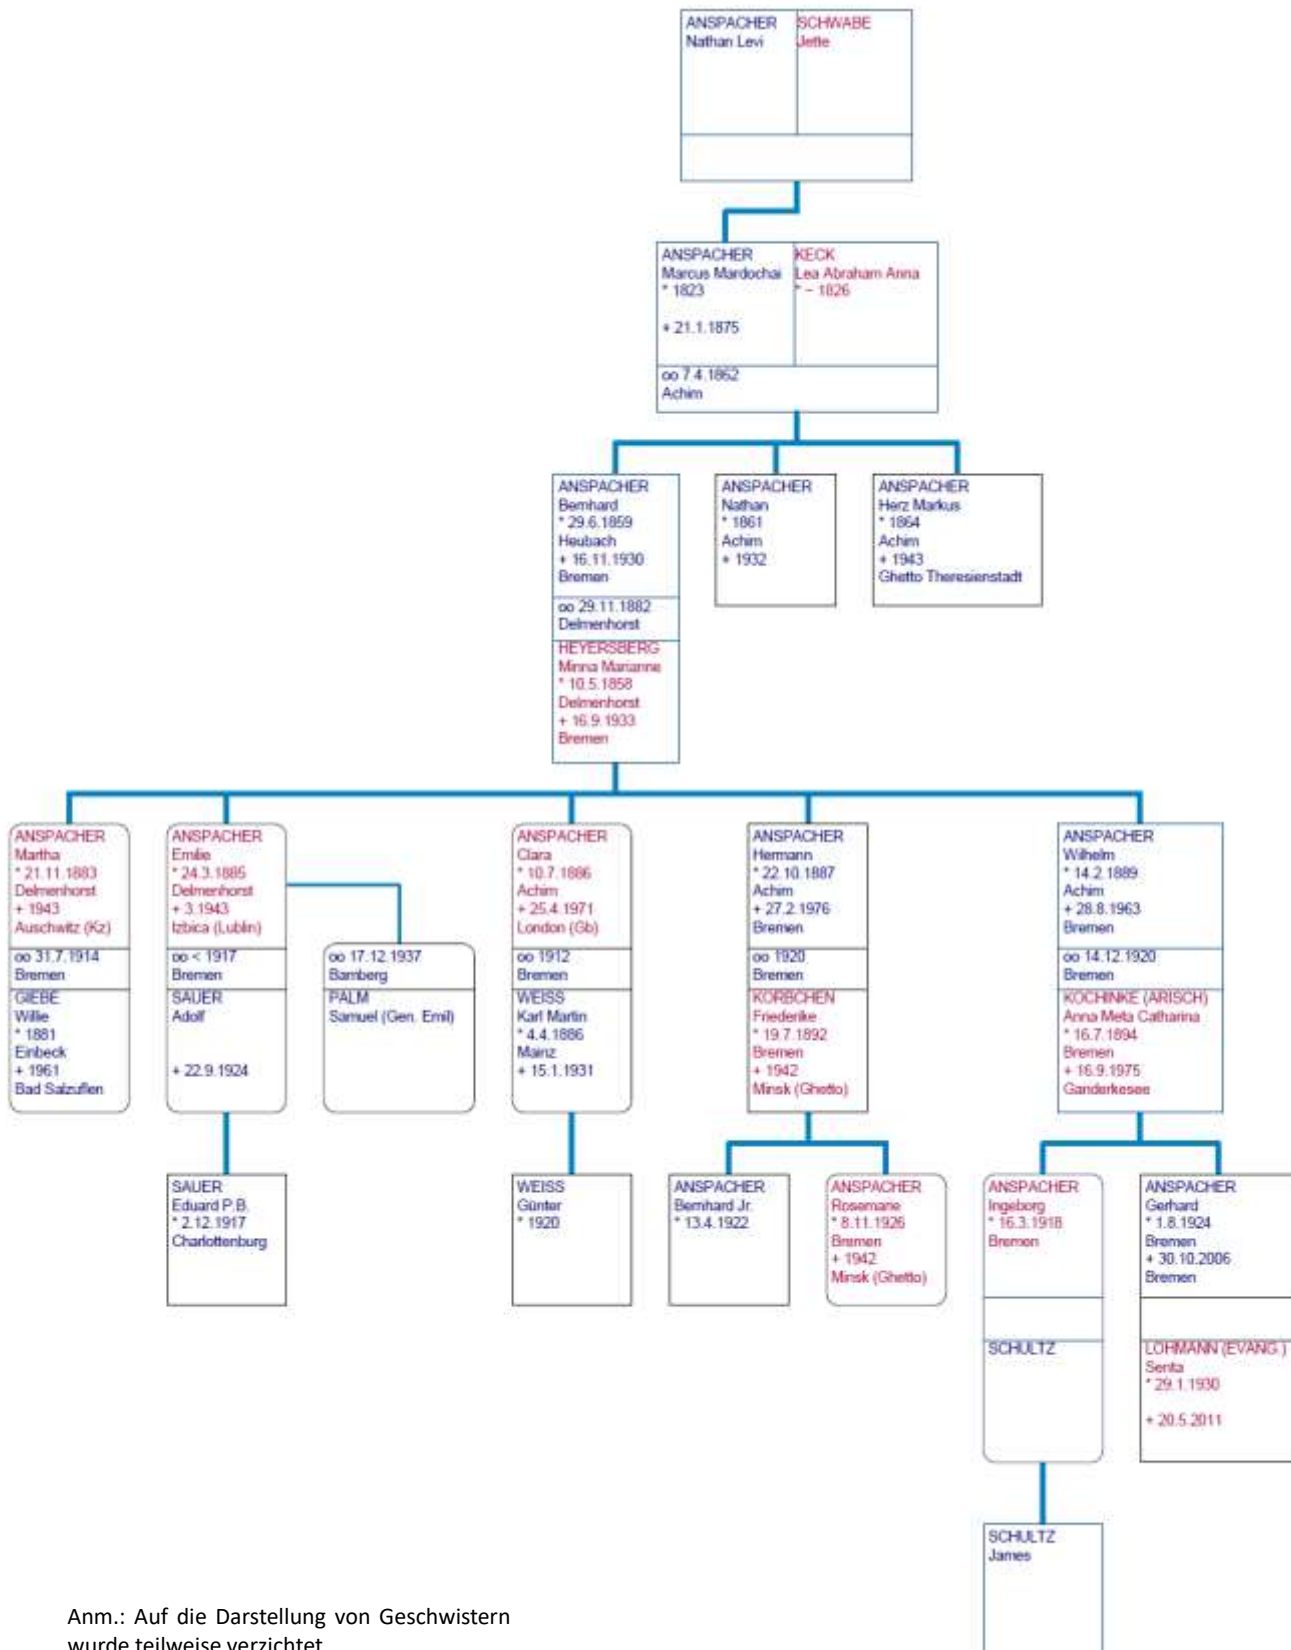 ANSPACHER
Nathan Levi
SCHWABE
Jette
ANSPACHER
Marcus Mardochai
* 1823
+ 21.1.1875
KECK
Lea Abraham Anna
* ~ 1826
oo 7.4.1862
Achim
ANSPACHER
Bernhard
* 29.6.1859
Heubach
+ 16.11.1930
Bremen
oo 29.11.1882
Delmenhorst
HEYERSBERG
Minna Marianne
* 10.5.1858
Delmenhorst
+ 16.9.1933
Bremen
ANSPACHER
Nathan
* 1861
Achim
+ 1932
ANSPACHER
Herz Markus
* 1864
Achim
+ 1943
Ghetto Theresienstadt
ANSPACHER
Martha
* 21.11.1883
Delmenhorst
+ 1943
Auschwitz (Kz)
oo 31.7.1914
Bremen
GIEBE
Willie
* 1881
Einbeck
+ 1961
Bad Salzuflen
ANSPACHER
Emilie
* 24.3.1885
Delmenhorst
+ 3.1943
Izbica (Lublin)
oo < 1917
Bremen
SAUER
Adolf
+ 22.9.1924
oo 17.12.1937
Bamberg
PALM
Samuel (Gen. Emil)
ANSPACHER
Clara
* 10.7.1886
Achim
+ 25.4.1971
London (Gb)
oo 1912
Bremen
WEISS
Karl Martin
* 4.4.1886
Mainz
+ 15.1.1931
ANSPACHER
Hermann
* 22.10.1887
Achim
+ 27.2.1976
Bremen
oo 1920
Bremen
KÖRBCHEN
Friederike
* 19.7.1892
Bremen
+ 1942
Minsk (Ghetto)
ANSPACHER
Wilhelm
* 14.2.1889
Achim
+ 28.8.1963
Bremen
oo 14.12.1920
Bremen
KOCHINKE (ARISCH)
Anna Meta Catharina
* 16.7.1894
Bremen
+ 16.9.1975
Ganderkesee
SAUER
Eduard P.B.
* 2.12.1917
Charlottenburg
WEISS
Günter
* 1920
ANSPACHER
Bernhard Jr.
* 13.4.1922
ANSPACHER
Rosemarie
* 8.11.1926
Bremen
+ 1942
Minsk (Ghetto)
ANSPACHER
Ingeborg
* 16.3.1918
Bremen
SCHULTZ
ANSPACHER
Gerhard
* 1.8.1924
Bremen
+ 30.10.2006
Bremen
LOHMANN (EVANG.)
Senta
* 29.1.1930
+ 20.5.2011
SCHULTZ
James
Anm.: Auf die Darstellung von Geschwistern
wurde teilweise verzichtet